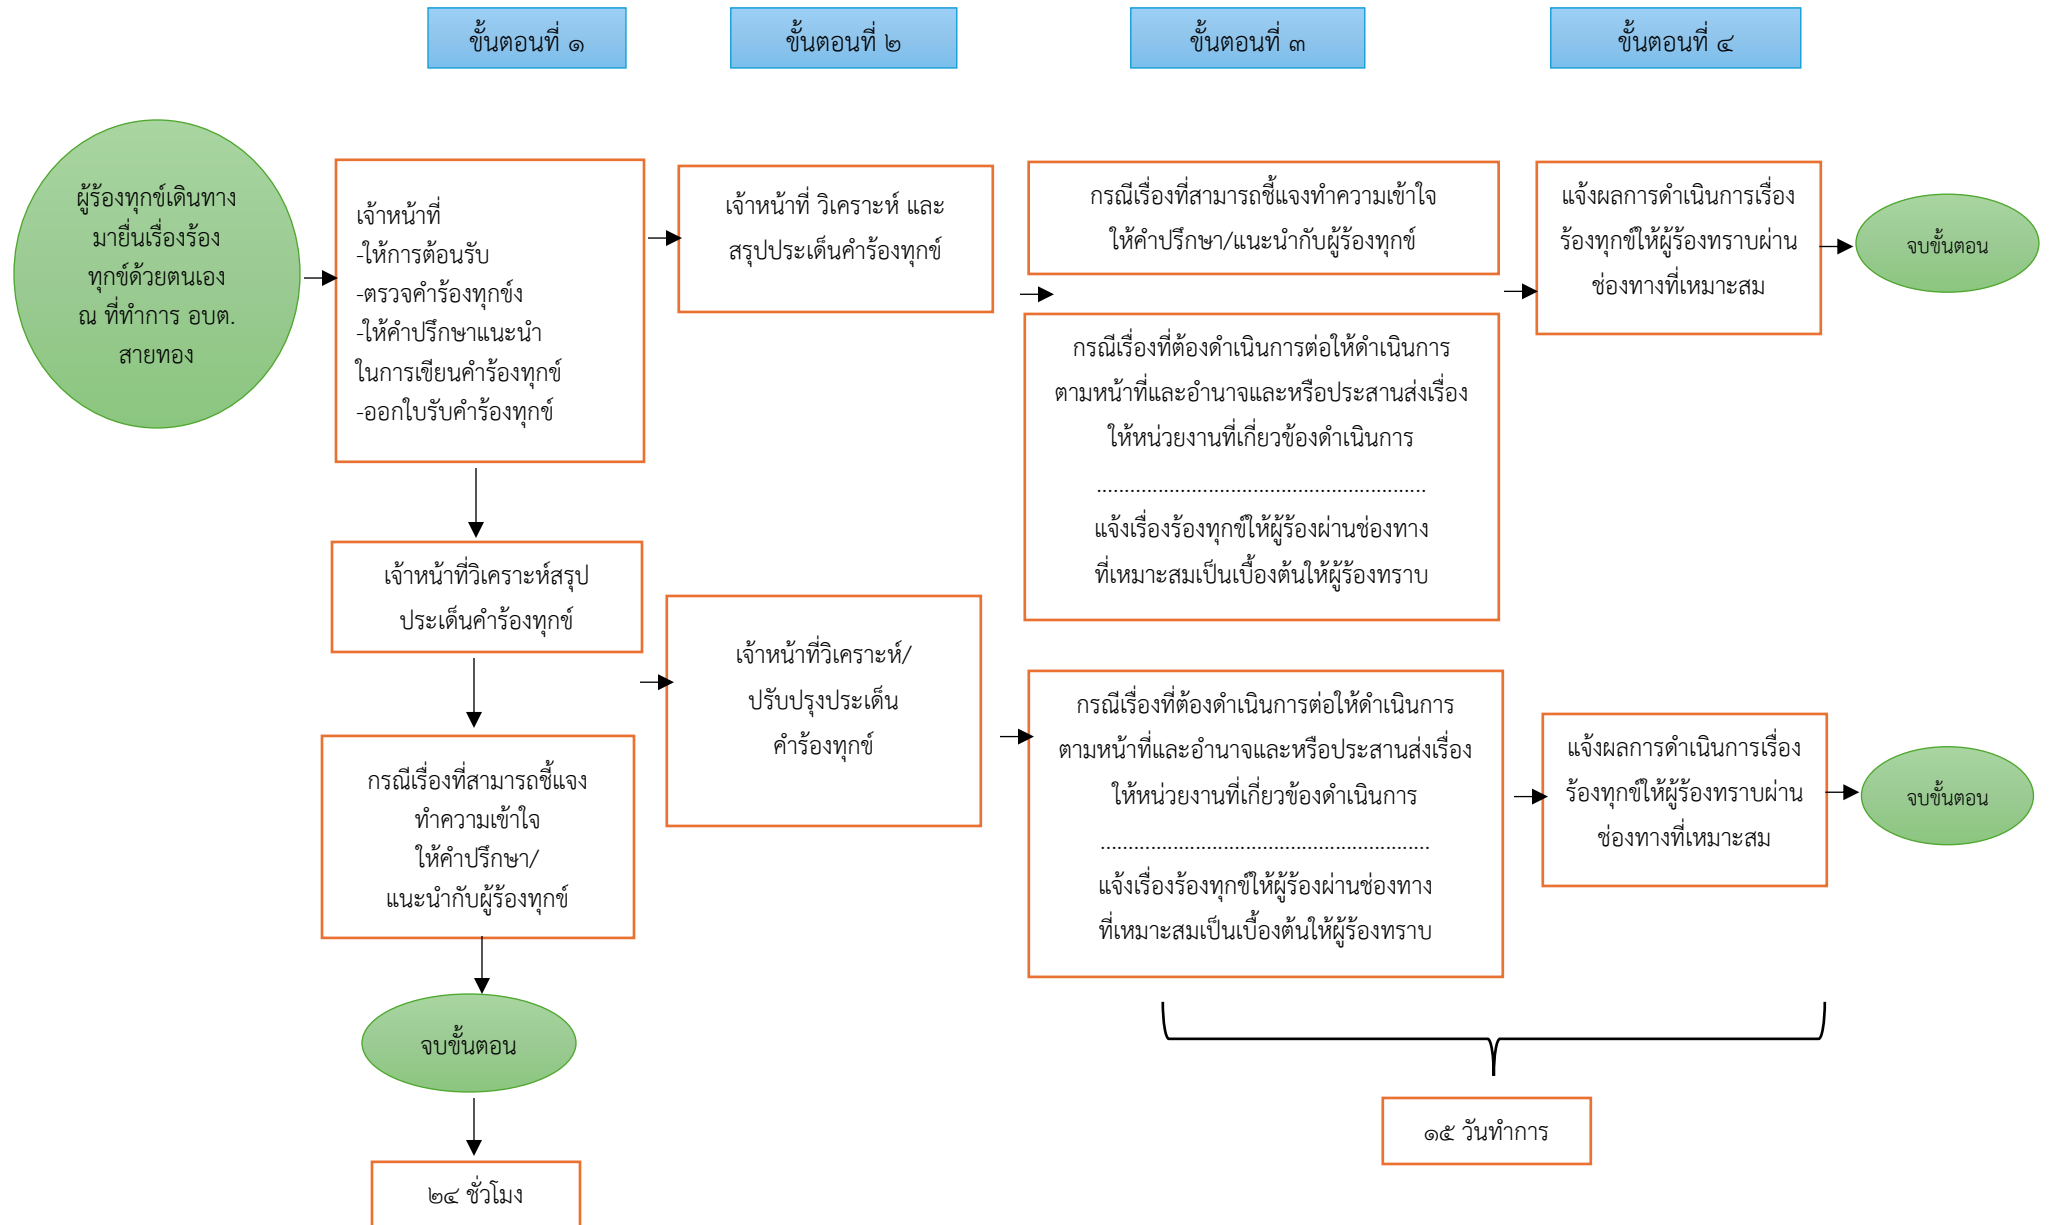 ขั้นตอนที่ ๑
ขั้นตอนที่ ๒
ขั้นตอนที่ ๓
ขั้นตอนที่ ๔
ผู้ร้องทุกข์เดินทาง
มายื่นเรื่องร้อง
ทุกข์ด้วยตนเอง
ณ ที่ทำการ อบต.
สายทอง
เจ้าหน้าที่
-ให้การต้อนรับ
-ตรวจคำร้องทุกข์ง
-ให้คำปรึกษาแนะนำ
ในการเขียนคำร้องทุกข์
-ออกใบรับคำร้องทุกข์
เจ้าหน้าที่ วิเคราะห์ และ
สรุปประเด็นคำร้องทุกข์
กรณีเรื่องที่สามารถชี้แจงทำความเข้าใจ
ให้คำปรึกษา/แนะนำกับผู้ร้องทุกข์
กรณีเรื่องที่ต้องดำเนินการต่อให้ดำเนินการ
ตามหน้าที่และอำนาจและหรือประสานส่งเรื่อง
ให้หน่วยงานที่เกี่ยวข้องดำเนินการ
...........................................................
แจ้งเรื่องร้องทุกข์ให้ผู้ร้องผ่านช่องทาง
ที่เหมาะสมเป็นเบื้องต้นให้ผู้ร้องทราบ
แจ้งผลการดำเนินการเรื่อง
ร้องทุกข์ให้ผู้ร้องทราบผ่าน
ช่องทางที่เหมาะสม
จบขั้นตอน
เจ้าหน้าที่วิเคราะห์สรุป
ประเด็นคำร้องทุกข์
เจ้าหน้าที่วิเคราะห์/
ปรับปรุงประเด็น
คำร้องทุกข์
กรณีเรื่องที่ต้องดำเนินการต่อให้ดำเนินการ
ตามหน้าที่และอำนาจและหรือประสานส่งเรื่อง
ให้หน่วยงานที่เกี่ยวข้องดำเนินการ
...........................................................
แจ้งเรื่องร้องทุกข์ให้ผู้ร้องผ่านช่องทาง
ที่เหมาะสมเป็นเบื้องต้นให้ผู้ร้องทราบ
แจ้งผลการดำเนินการเรื่อง
ร้องทุกข์ให้ผู้ร้องทราบผ่าน
ช่องทางที่เหมาะสม
จบขั้นตอน
กรณีเรื่องที่สามารถชี้แจง
ทำความเข้าใจ
ให้คำปรึกษา/
แนะนำกับผู้ร้องทุกข์
จบขั้นตอน
๒๔ ชั่วโมง
๑๕ วันทำการ